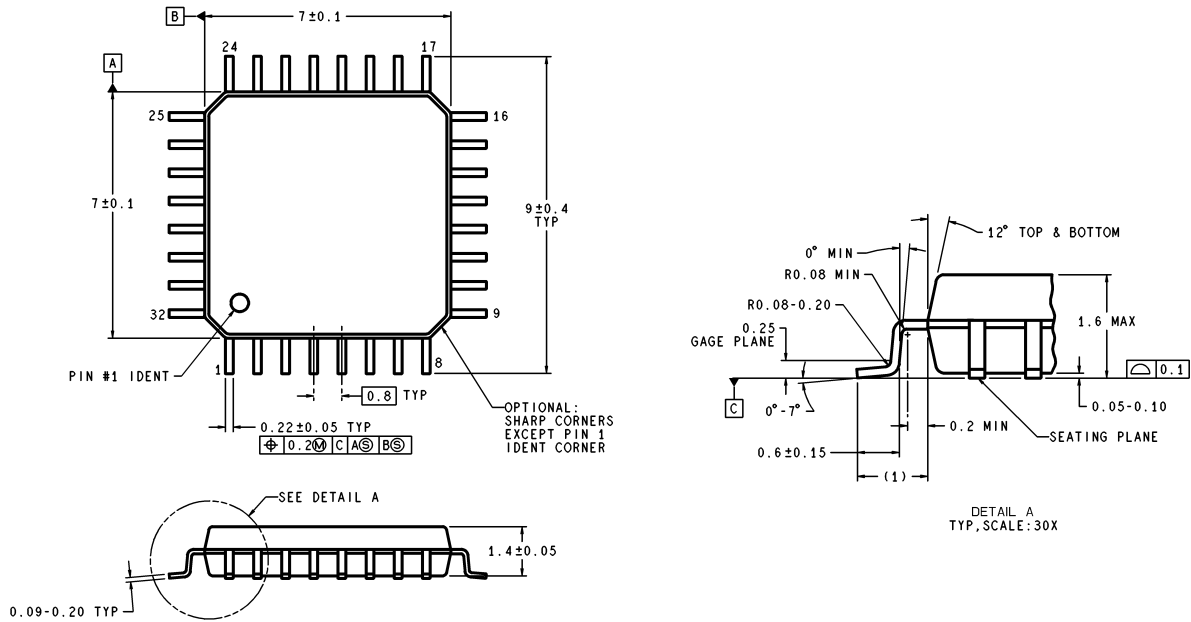 B
7±0.1
24
17
A
25
16
7±0.1
9±0.4
TYP
32
9
1
8
PIN #1 IDENT
0.8 TYP
0.22±0.05 TYP
⌖ 0.2Ⓜ C AⓈ BⓈ
OPTIONAL:
SHARP CORNERS
EXCEPT PIN 1
IDENT CORNER
SEE DETAIL A
1.4±0.05
0.09-0.20 TYP
12° TOP & BOTTOM
0° MIN
R0.08 MIN
R0.08-0.20
0.25
GAGE PLANE
1.6 MAX
⌓ 0.1
C
0°-7°
0.05-0.10
0.2 MIN
SEATING PLANE
0.6±0.15
(1)
DETAIL A
TYP,SCALE:30X